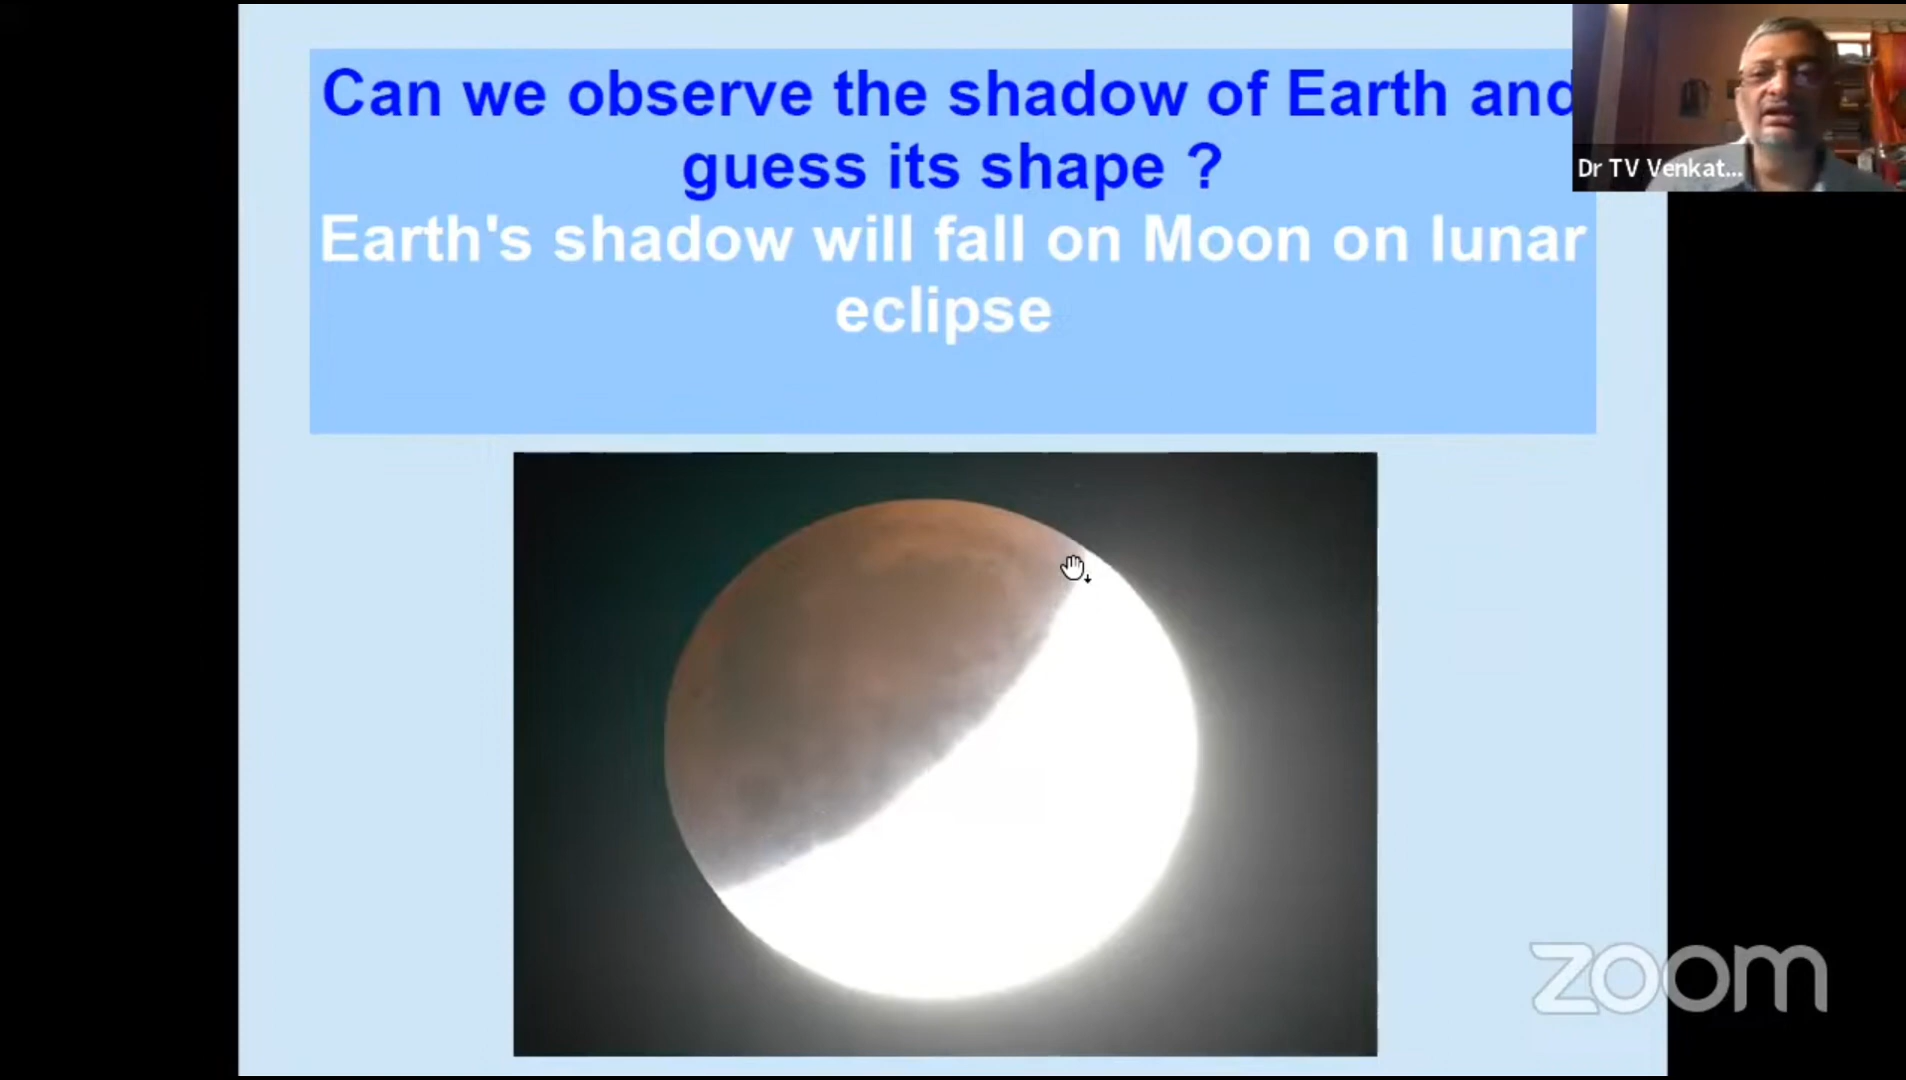 Can we observe the shadow of Earth and
guess its shape ?
Earth's shadow will fall on Moon on lunar
eclipse
Dr TV Venkat...
zoom